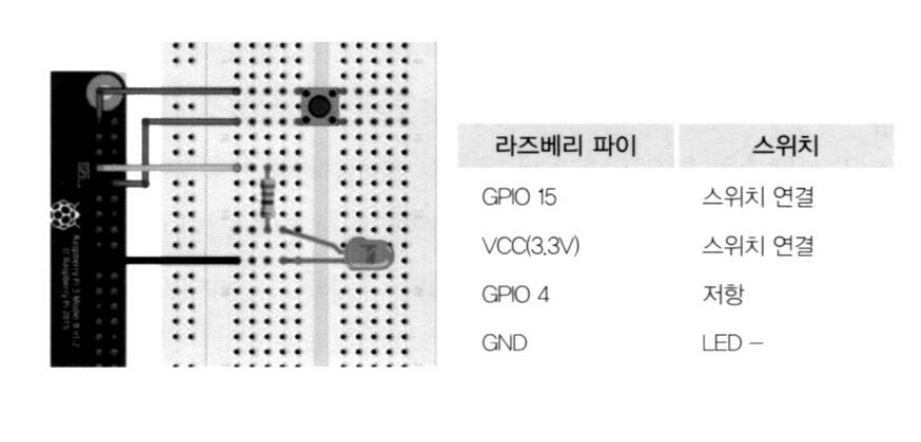 Raspberry Pi 3 Model B v1.2
© Raspberry Pi 2015
라즈베리 파이 스위치
GPIO 15 스위치 연결
VCC(3.3V) 스위치 연결
GPIO 4 저항
GND LED −